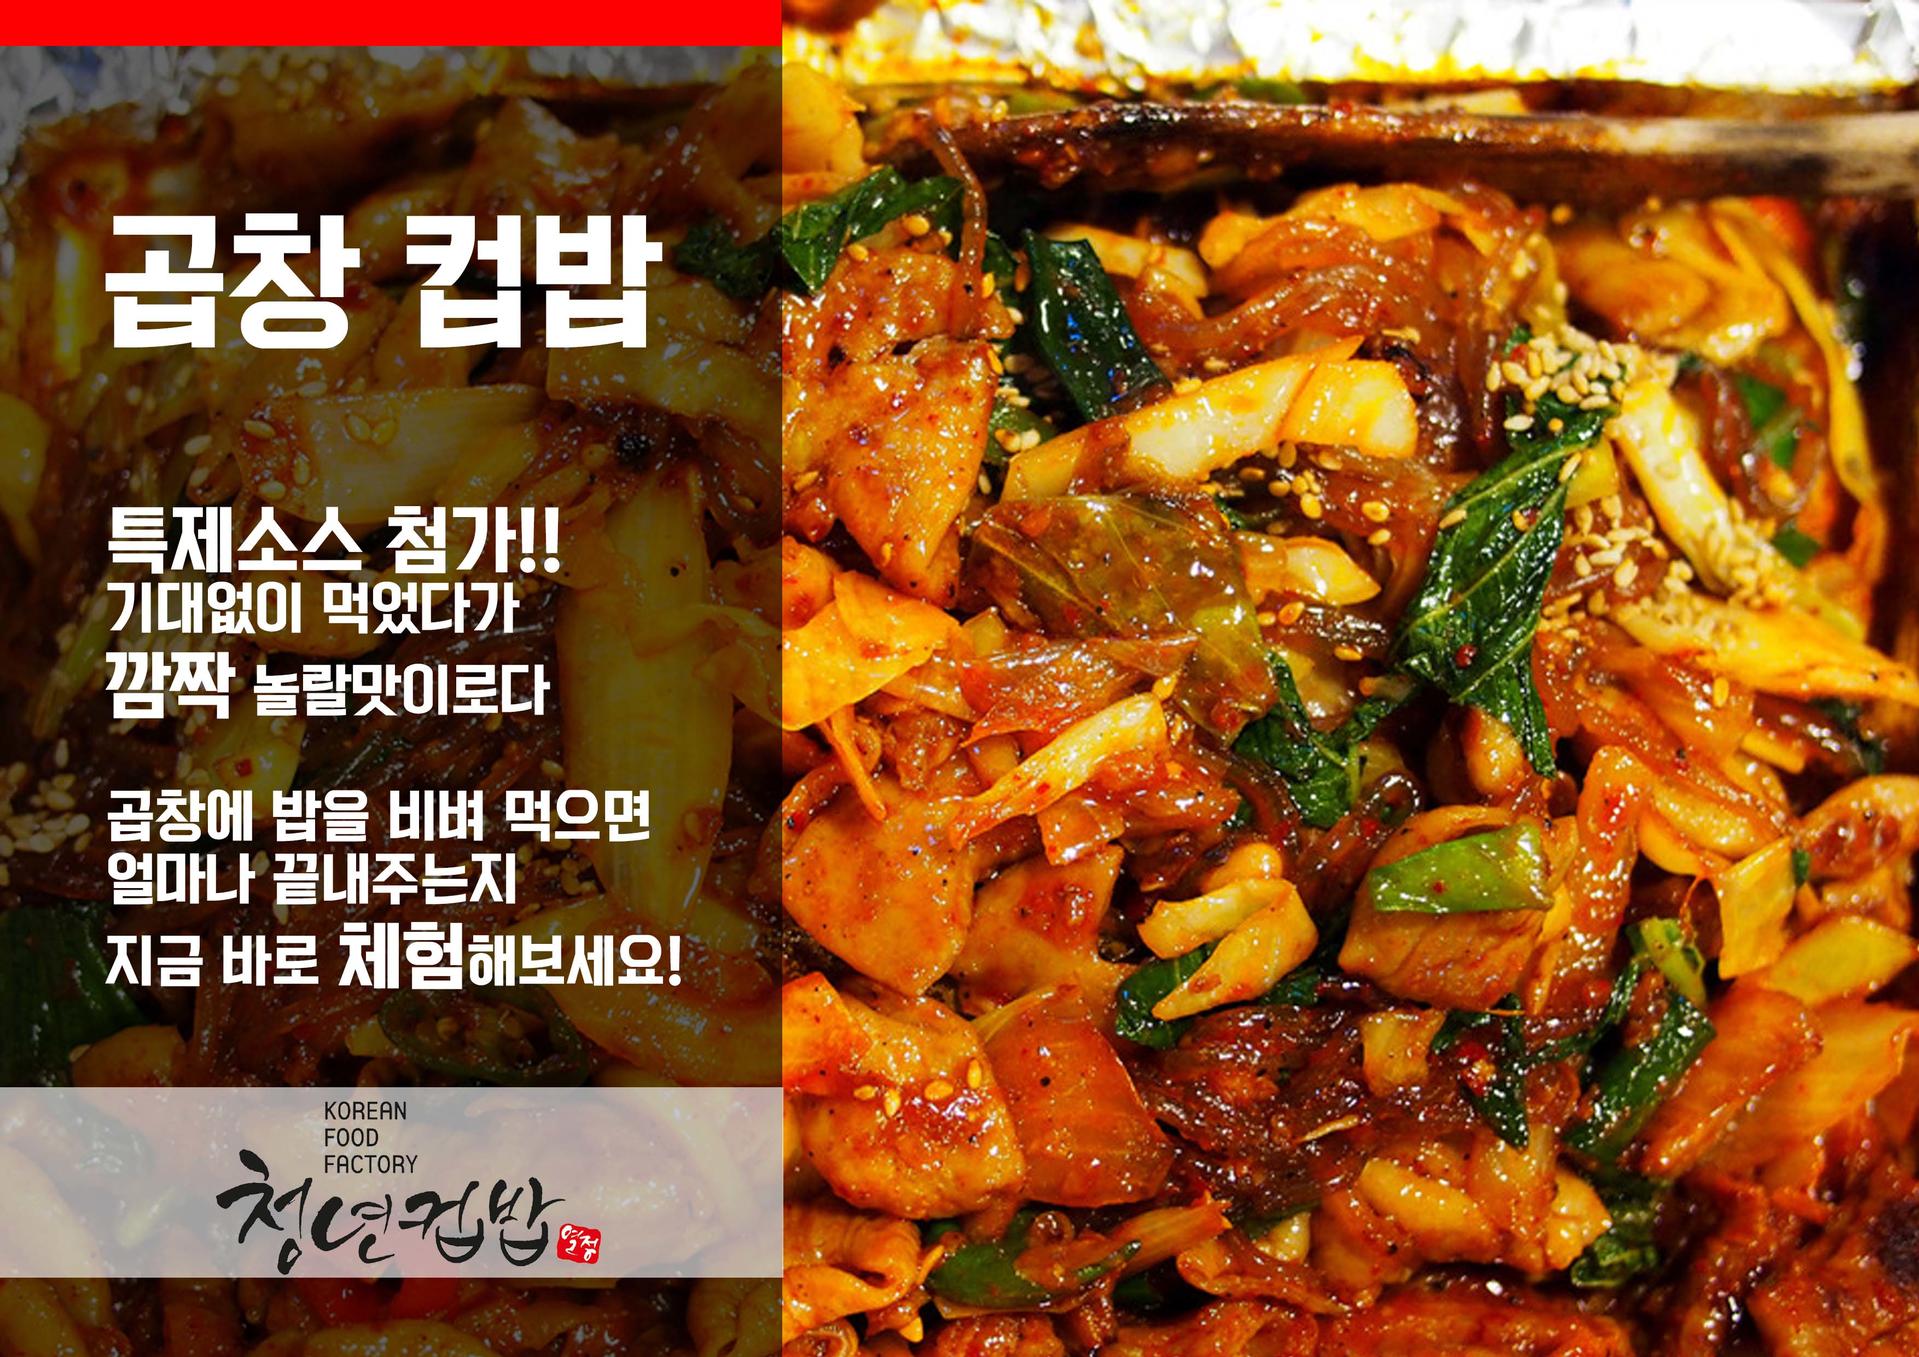 곱창 컵밥
특제소스 첨가!!
기대없이 먹었다가
깜짝 놀랄맛이로다
곱창에 밥을 비벼 먹으면
얼마나 끝내주는지
지금 바로 체험해보세요!
KOREAN
FOOD
FACTORY
청년컵밥
열정